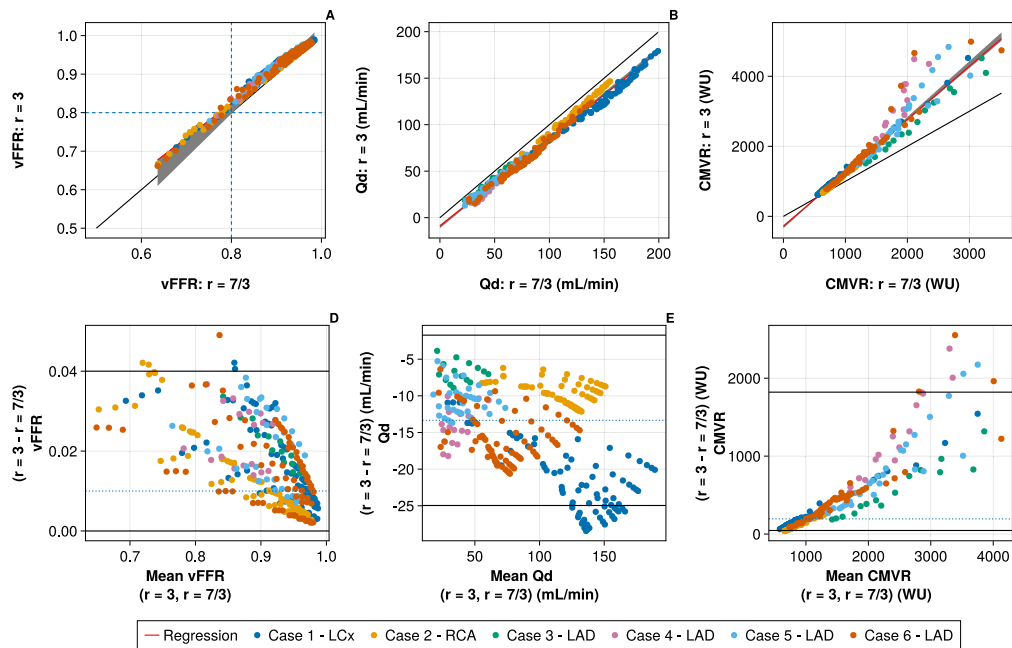 A
B
vFFR: r = 3
1.0
0.9
0.8
0.7
0.6
0.5
0.6
0.8
1.0
vFFR: r = 7/3
Qd: r = 3 (mL/min)
200
150
100
50
0
0
50
100
150
200
Qd: r = 7/3 (mL/min)
CMVR: r = 3 (WU)
4000
2000
0
0
1000
2000
3000
CMVR: r = 7/3 (WU)
D
E
(r = 3 - r = 7/3)
vFFR
0.04
0.02
0.00
0.7
0.8
0.9
1.0
Mean vFFR
(r = 3, r = 7/3)
(r = 3 - r = 7/3) (mL/min)
Qd
-5
-10
-15
-20
-25
50
100
150
Mean Qd
(r = 3, r = 7/3) (mL/min)
(r = 3 - r = 7/3) (WU)
CMVR
2000
1000
0
1000
2000
3000
4000
Mean CMVR
(r = 3, r = 7/3) (WU)
Regression
Case 1 - LCx
Case 2 - RCA
Case 3 - LAD
Case 4 - LAD
Case 5 - LAD
Case 6 - LAD